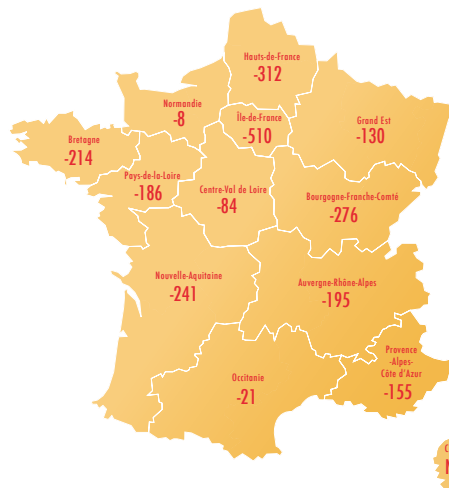 Hauts-de-France
-312
Normandie
-8
Île-de-France
-510
Grand Est
-130
Bretagne
-214
Pays-de-la-Loire
-186
Centre-Val de Loire
-84
Bourgogne-Franche-Comté
-276
Nouvelle-Aquitaine
-241
Auvergne-Rhône-Alpes
-195
Provence
-Alpes-
Côte d'Azur
-155
Occitanie
-21